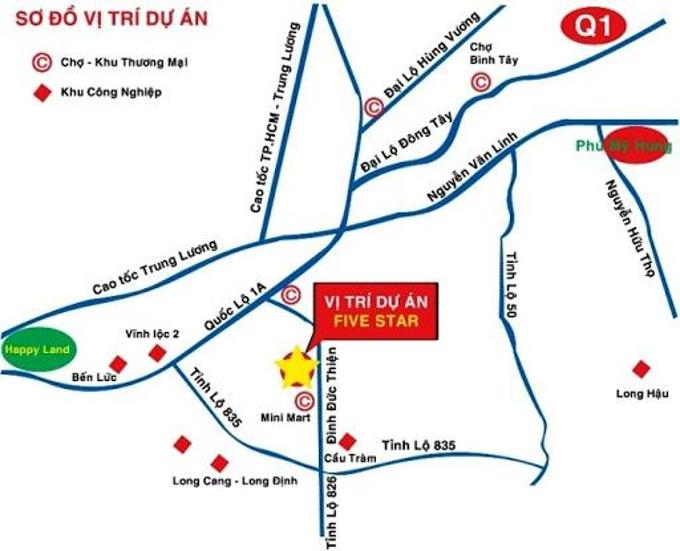 SƠ ĐỒ VỊ TRÍ DỰ ÁN
C Chợ - Khu Thương Mại
Khu Công Nghiệp
Cao tốc TP.HCM - Trung Lương
Đại Lộ Hùng Vương
C
Chợ
Bình Tây
C
Q1
Đại Lộ Đông Tây
Nguyễn Văn Linh
Phú Mỹ Hưng
Nguyễn Hữu Thọ
Cao tốc Trung Lương
Quốc Lộ 1A
C
VỊ TRÍ DỰ ÁN
FIVE STAR
Tỉnh Lộ 50
Happy Land
Vĩnh lộc 2
Bến Lức
Tỉnh Lộ 835
C
Mini Mart
Đinh Đức Thiện
Long Hậu
Cầu Tràm
Tỉnh Lộ 835
Long Cang - Long Định
Tỉnh Lộ 826